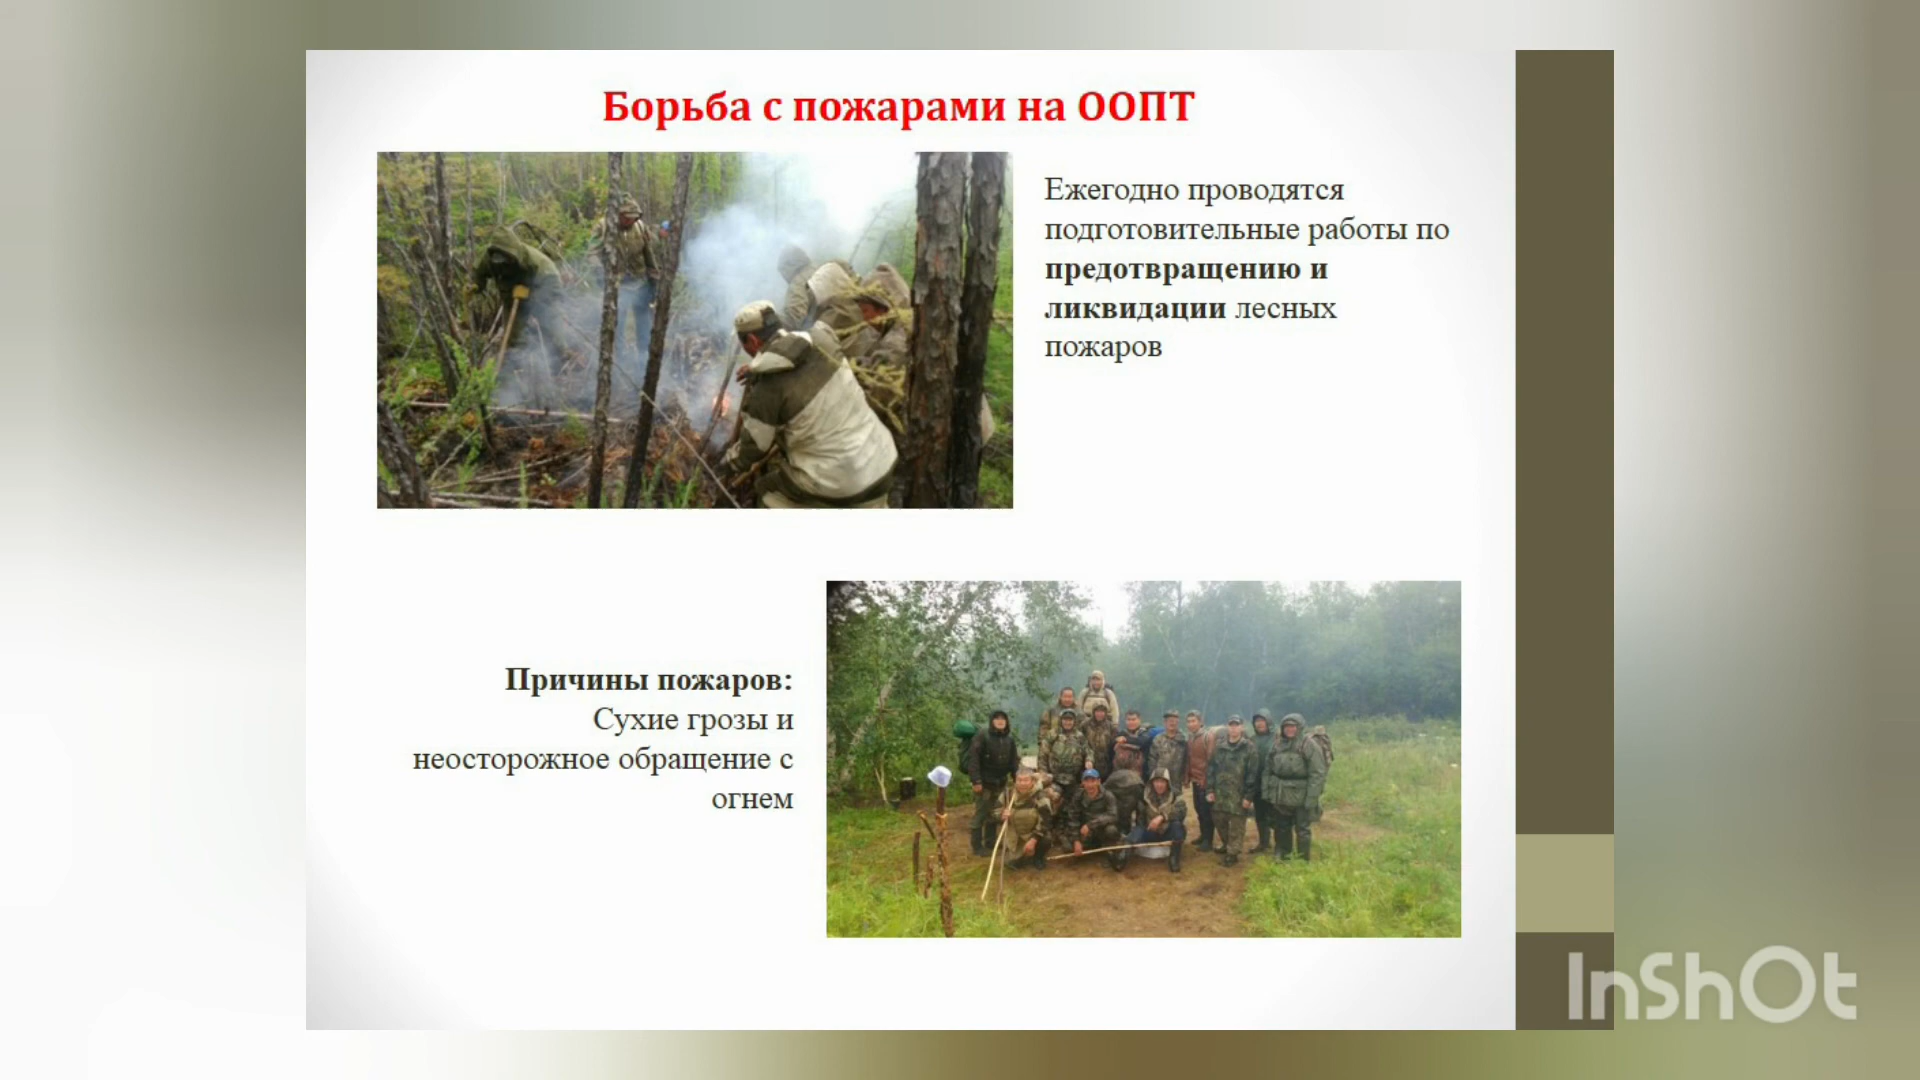 Борьба с пожарами на ООПТ
Ежегодно проводятся
подготовительные работы по
предотвращению и
ликвидации лесных
пожаров
Причины пожаров:
Сухие грозы и
неосторожное обращение с
огнем
InShOt